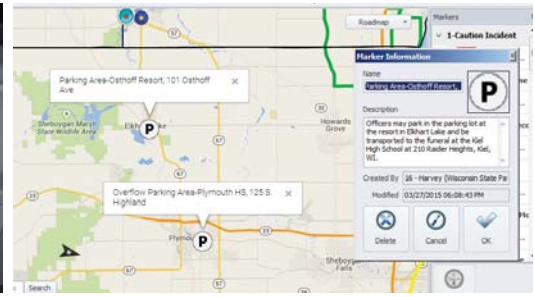 Roadmap
Markers
1-Caution Incident
57
Marker Information
Name
Parking Area-Osthoff Resort,
P
Description
Officers may park in the parking lot at
the resort in Elkhart Lake and be
transported to the funeral at the Kiel
High School at 210 Raider Heights, Kiel,
WI.
Created By
16 - Harvey (Wisconsin State Pa
Modified
03/27/2015 06:08:43 PM
Delete
Cancel
OK
Parking Area-Osthoff Resort, 101 Osthoff
Ave
P
Sheboygan Marsh
State Wildlife Area
32
Howards
Grove
Overflow Parking Area-Plymouth HS, 125 S.
Highland
P
23
67
Sheboygan
Falls
Search